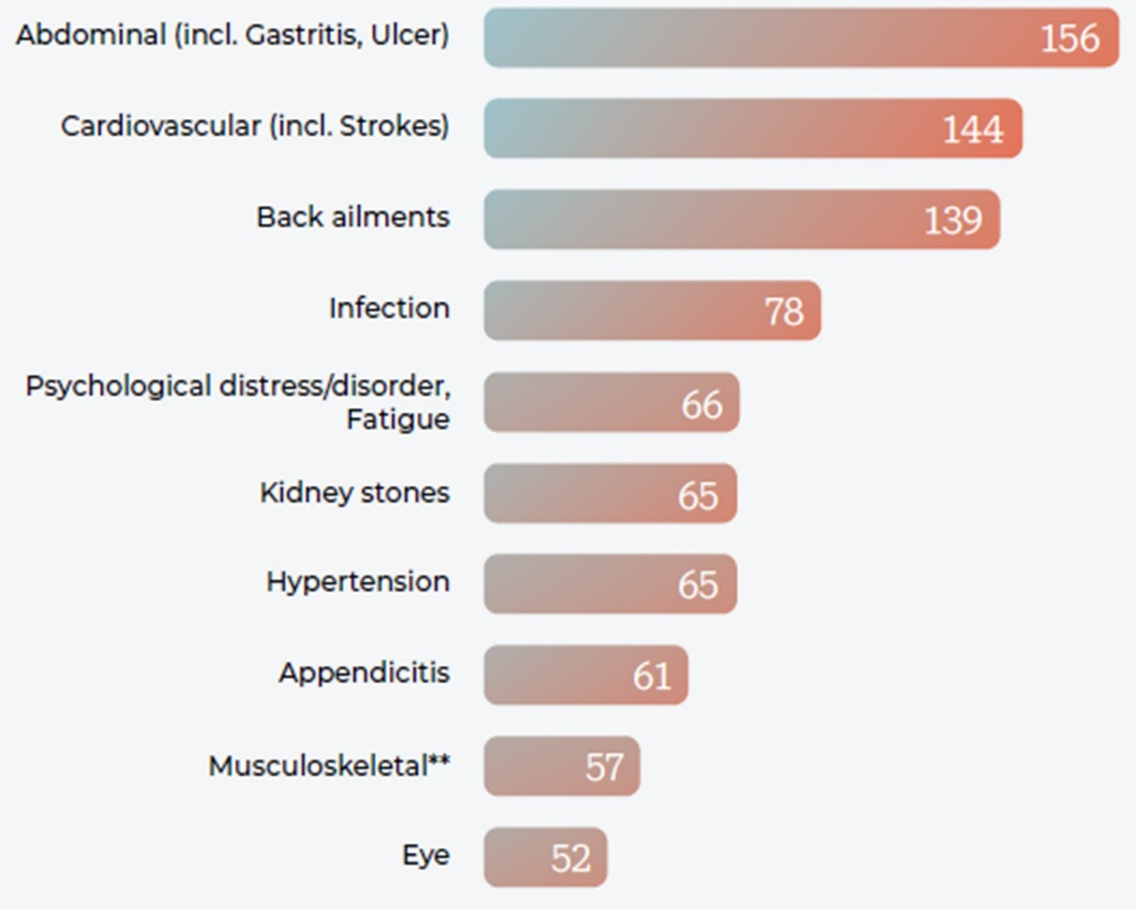 Abdominal (incl. Gastritis, Ulcer) 156
Cardiovascular (incl. Strokes) 144
Back ailments 139
Infection 78
Psychological distress/disorder,
Fatigue 66
Kidney stones 65
Hypertension 65
Appendicitis 61
Musculoskeletal** 57
Eye 52